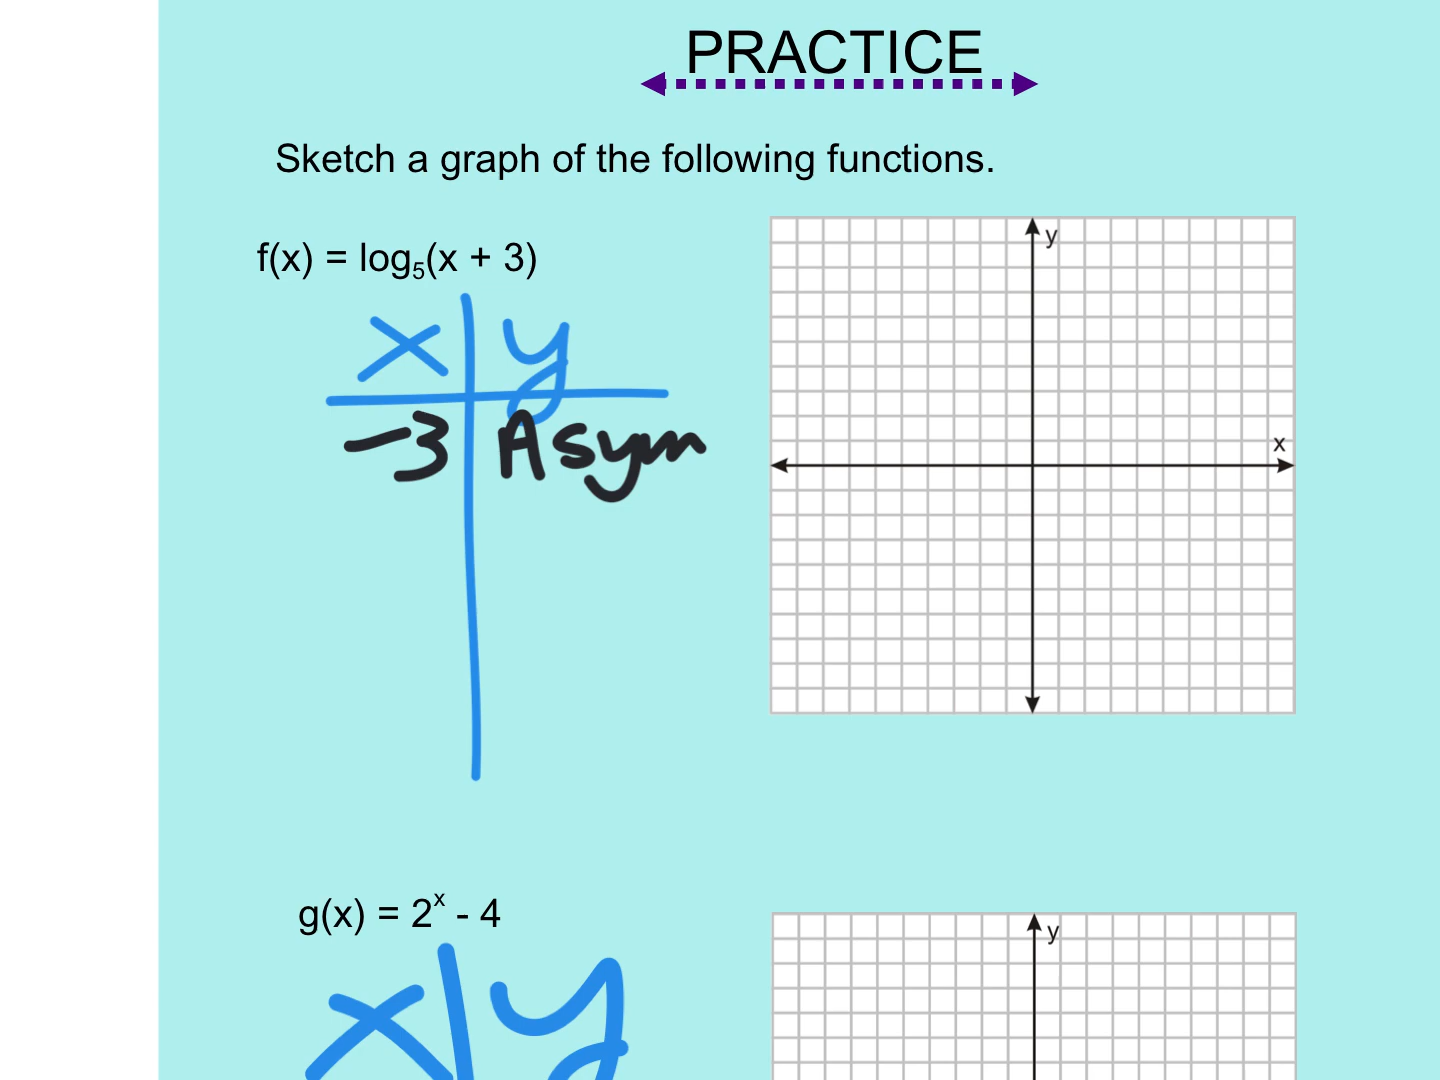 PRACTICE
Sketch a graph of the following functions.
f(x) = log₅(x + 3)
x y
-3 Asym
y
x
g(x) = 2ˣ - 4
x y
y